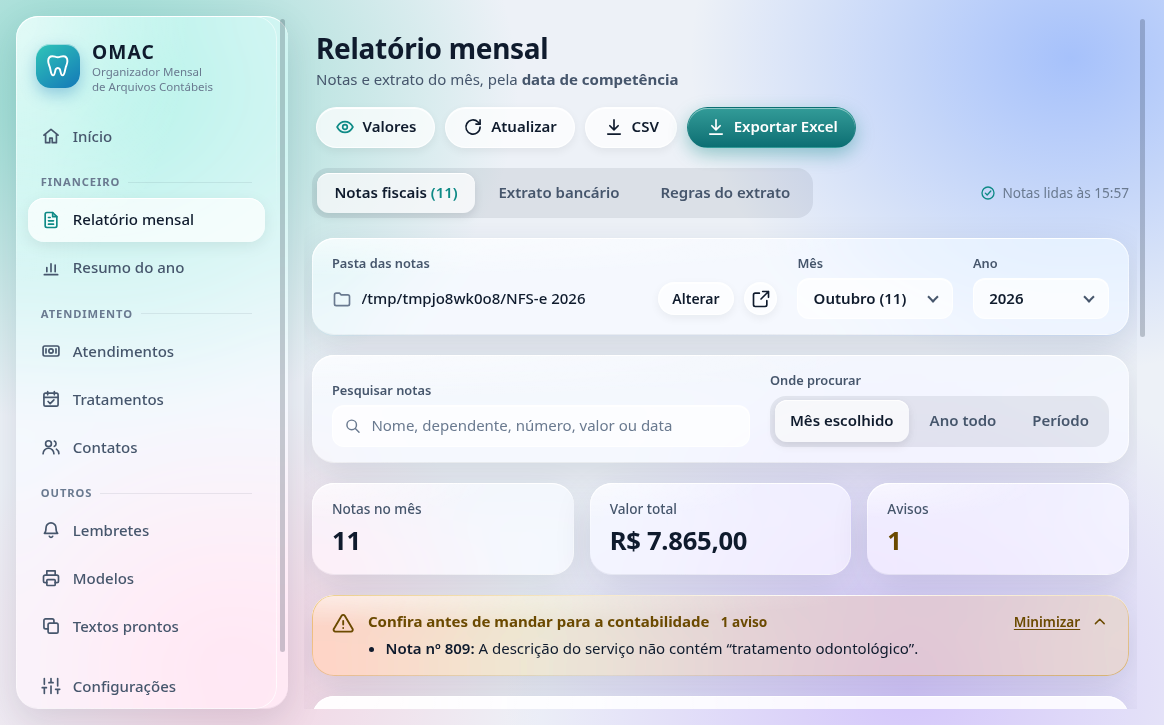 OMAC
Organizador Mensal
de Arquivos Contábeis
Início
FINANCEIRO
Relatório mensal
Resumo do ano
ATENDIMENTO
Atendimentos
Tratamentos
Contatos
OUTROS
Lembretes
Modelos
Textos prontos
Configurações
Relatório mensal
Notas e extrato do mês, pela data de competência
Valores
Atualizar
CSV
Exportar Excel
Notas fiscais (11)
Extrato bancário
Regras do extrato
Notas lidas às 15:57
Pasta das notas
/tmp/tmpjo8wk0o8/NFS-e 2026
Alterar
Mês
Outubro (11)
Ano
2026
Pesquisar notas
Nome, dependente, número, valor ou data
Onde procurar
Mês escolhido
Ano todo
Período
Notas no mês
11
Valor total
R$ 7.865,00
Avisos
1
Confira antes de mandar para a contabilidade 1 aviso
Minimizar
• Nota nº 809: A descrição do serviço não contém “tratamento odontológico”.